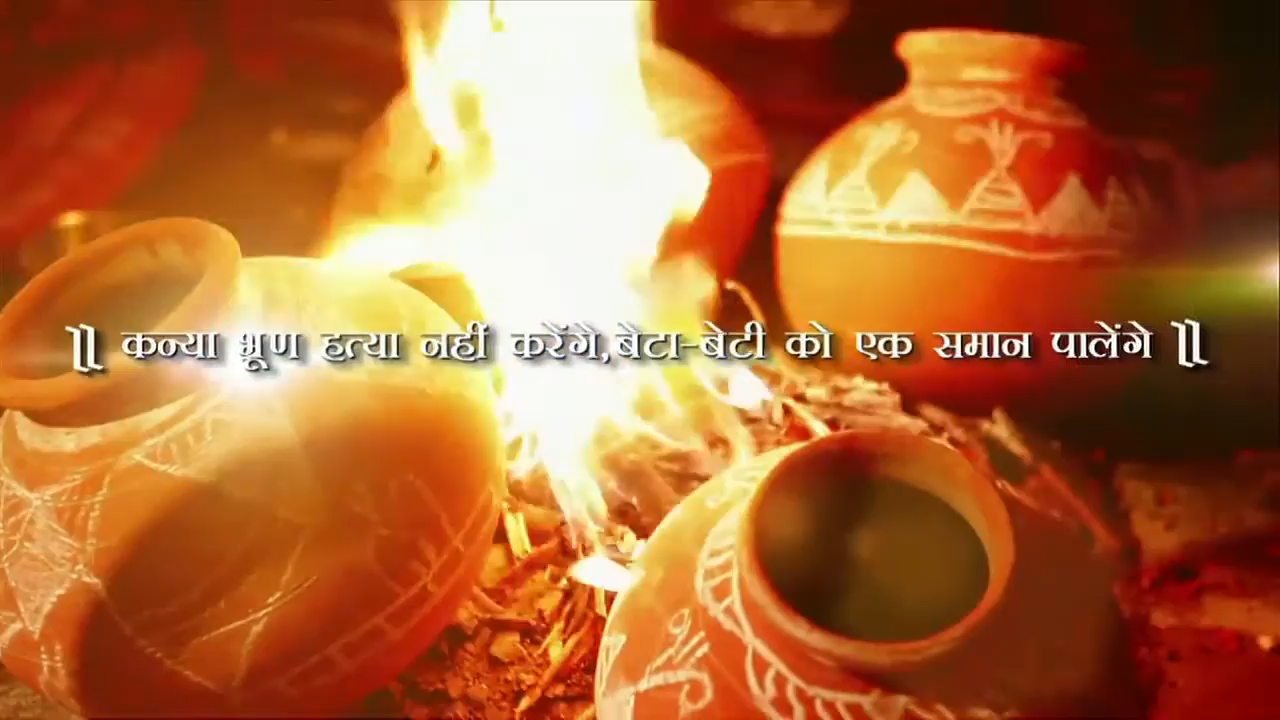 ॥ कन्या भ्रूण हत्या नहीं करेंगे, बेटा-बेटी को एक समान पालेंगे ॥